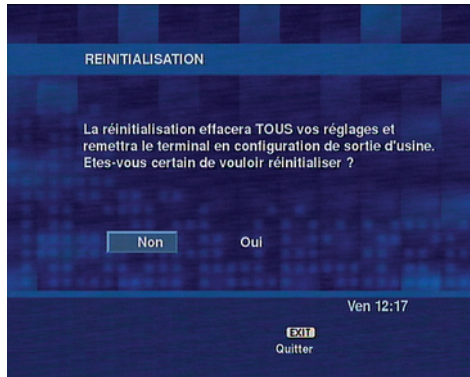 REINITIALISATION
La réinitialisation effacera TOUS vos réglages et
remettra le terminal en configuration de sortie d'usine.
Etes-vous certain de vouloir réinitialiser ?
Non Oui
Ven 12:17
EXIT
Quitter